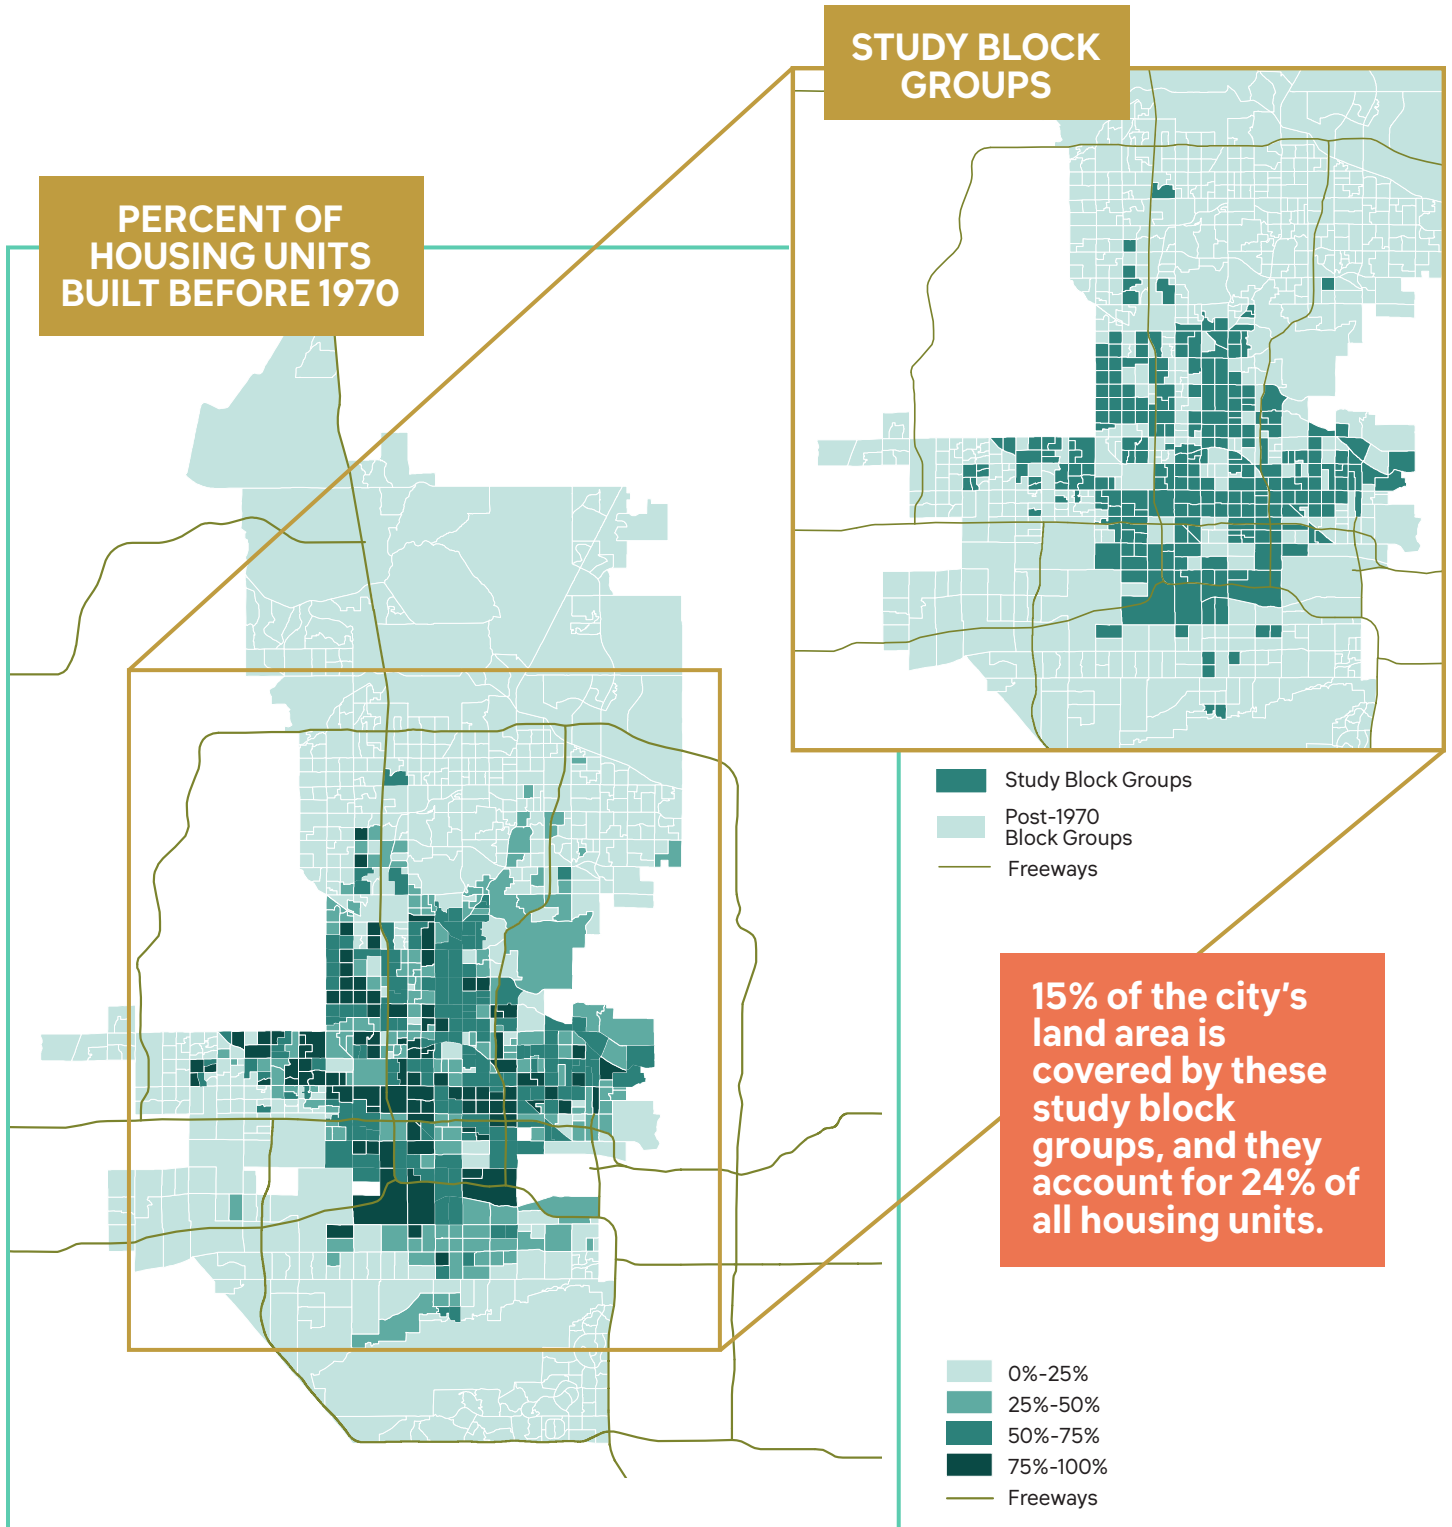 STUDY BLOCK
GROUPS
PERCENT OF
HOUSING UNITS
BUILT BEFORE 1970
Study Block Groups
Post-1970
Block Groups
Freeways
15% of the city's
land area is
covered by these
study block
groups, and they
account for 24% of
all housing units.
0%-25%
25%-50%
50%-75%
75%-100%
Freeways